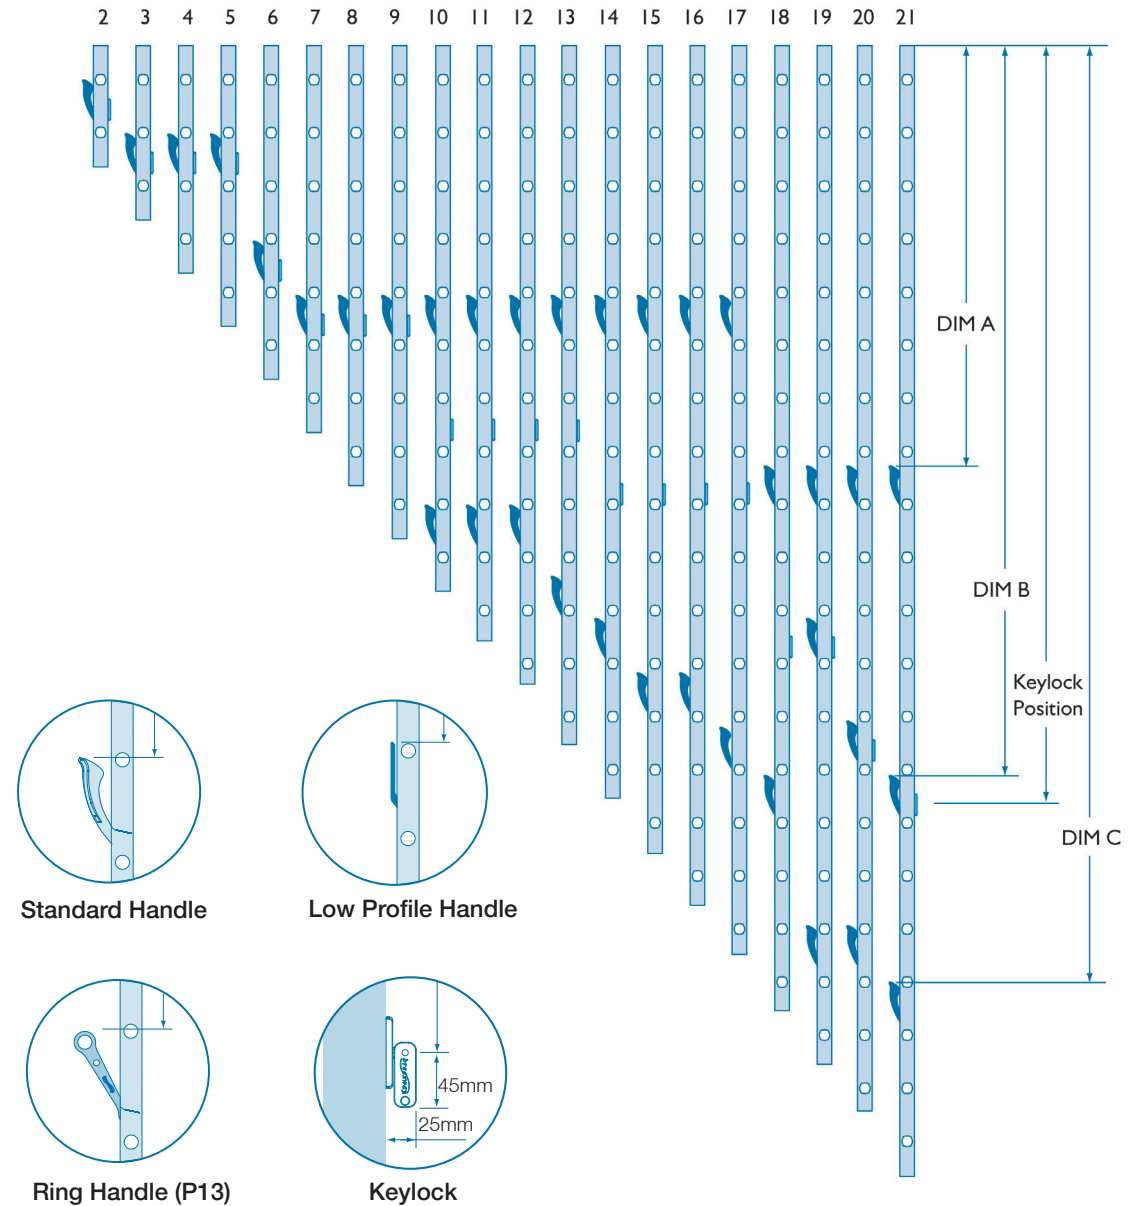 2 3 4 5 6 7 8 9 10 11 12 13 14 15 16 17 18 19 20 21
DIM A
DIM B
Keylock
Position
DIM C
Standard Handle
Low Profile Handle
45mm
25mm
Ring Handle (P13)
Keylock